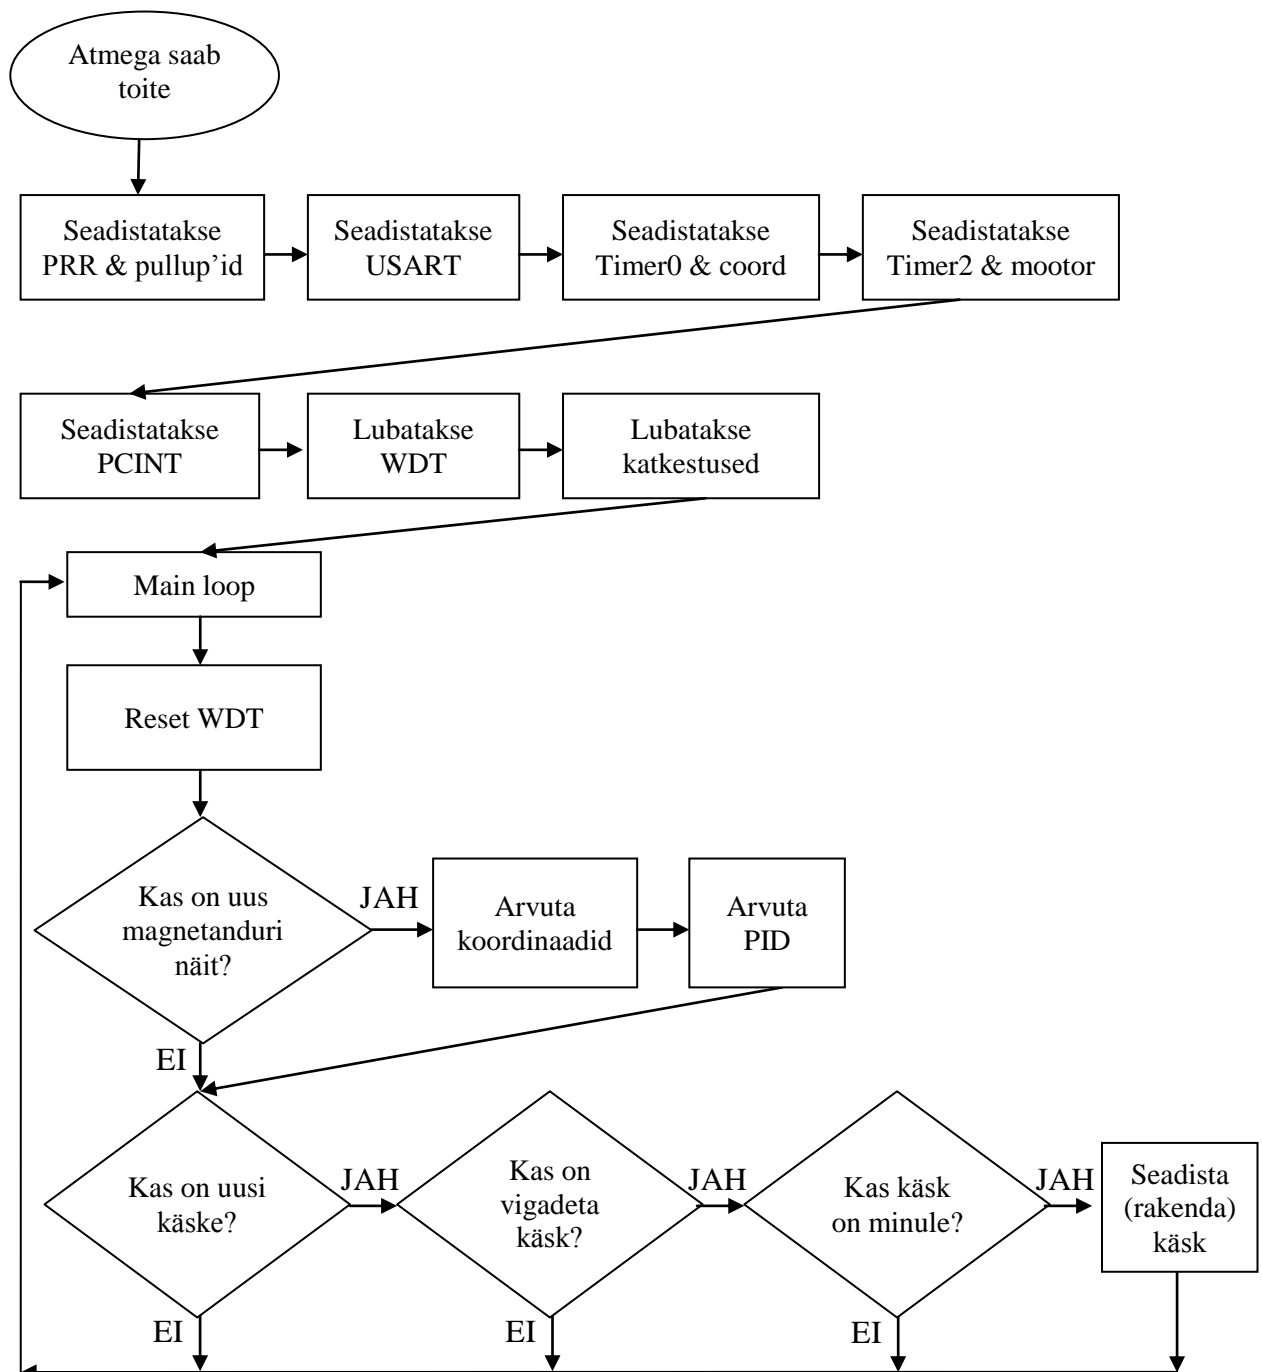 Atmega saab
toite
Seadistatakse
PRR & pullup’id
Seadistatakse
USART
Seadistatakse
Timer0 & coord
Seadistatakse
Timer2 & mootor
Seadistatakse
PCINT
Lubatakse
WDT
Lubatakse
katkestused
Main loop
Reset WDT
Kas on uus
magnetanduri
näit?
JAH
Arvuta
koordinaadid
Arvuta
PID
EI
Kas on uusi
käske?
JAH
Kas on
vigadeta
käsk?
JAH
Kas käsk
on minule?
JAH
Seadista
(rakenda)
käsk
EI
EI
EI